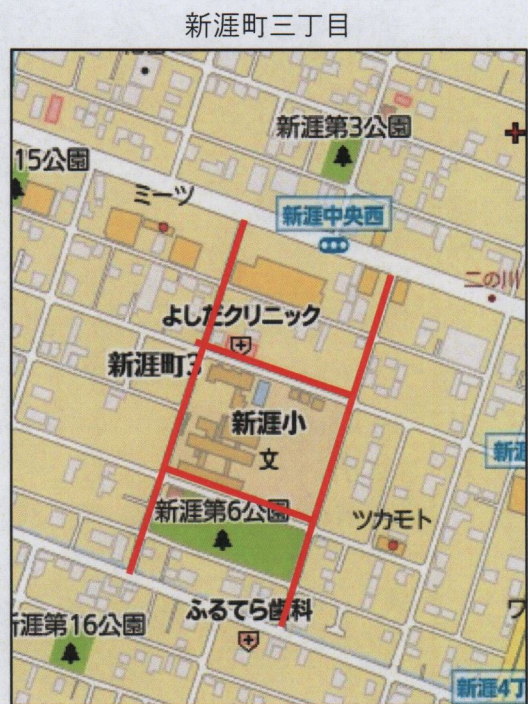 新涯町三丁目
新涯第3公園
15公園
ミーツ
新涯中央西
二の川
よしだクリニック
新涯町3
新涯小
文
新涯
新涯第6公園
ツカモト
ふるてら歯科
新涯第16公園
ワ
新涯4丁